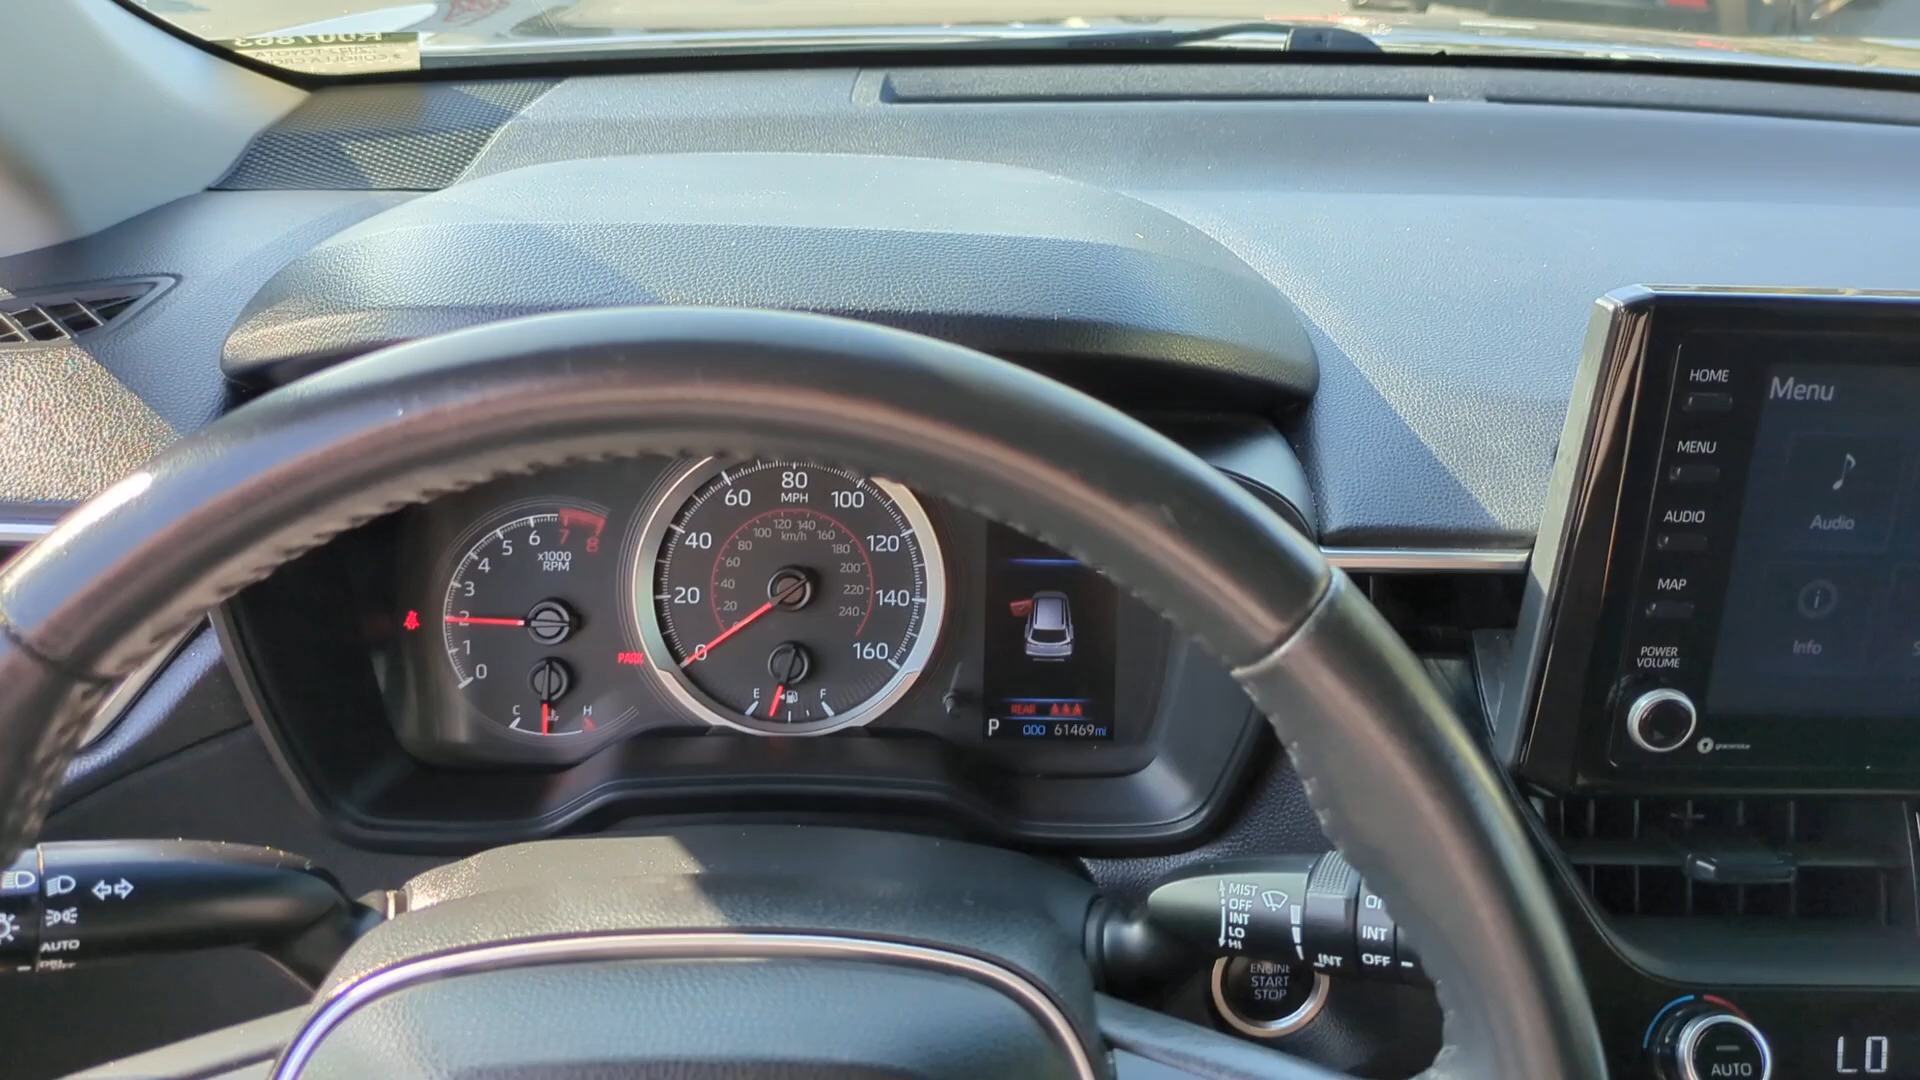 HOME
Menu
MENU
Audio
AUDIO
MAP
Info
POWER
VOLUME
80
MPH
60
100
40
120
20
140
0
160
120
140
km/h
100
160
80
180
60
200
40
220
20
240
6
7
5
8
x1000
RPM
4
3
2
1
0
PARK
C
H
E
F
REAR
P
000 61469mi
AUTO
MIST
OFF
INT
LO
HI
INT
OFF
INT
ENGINE
START
STOP
AUTO
LO